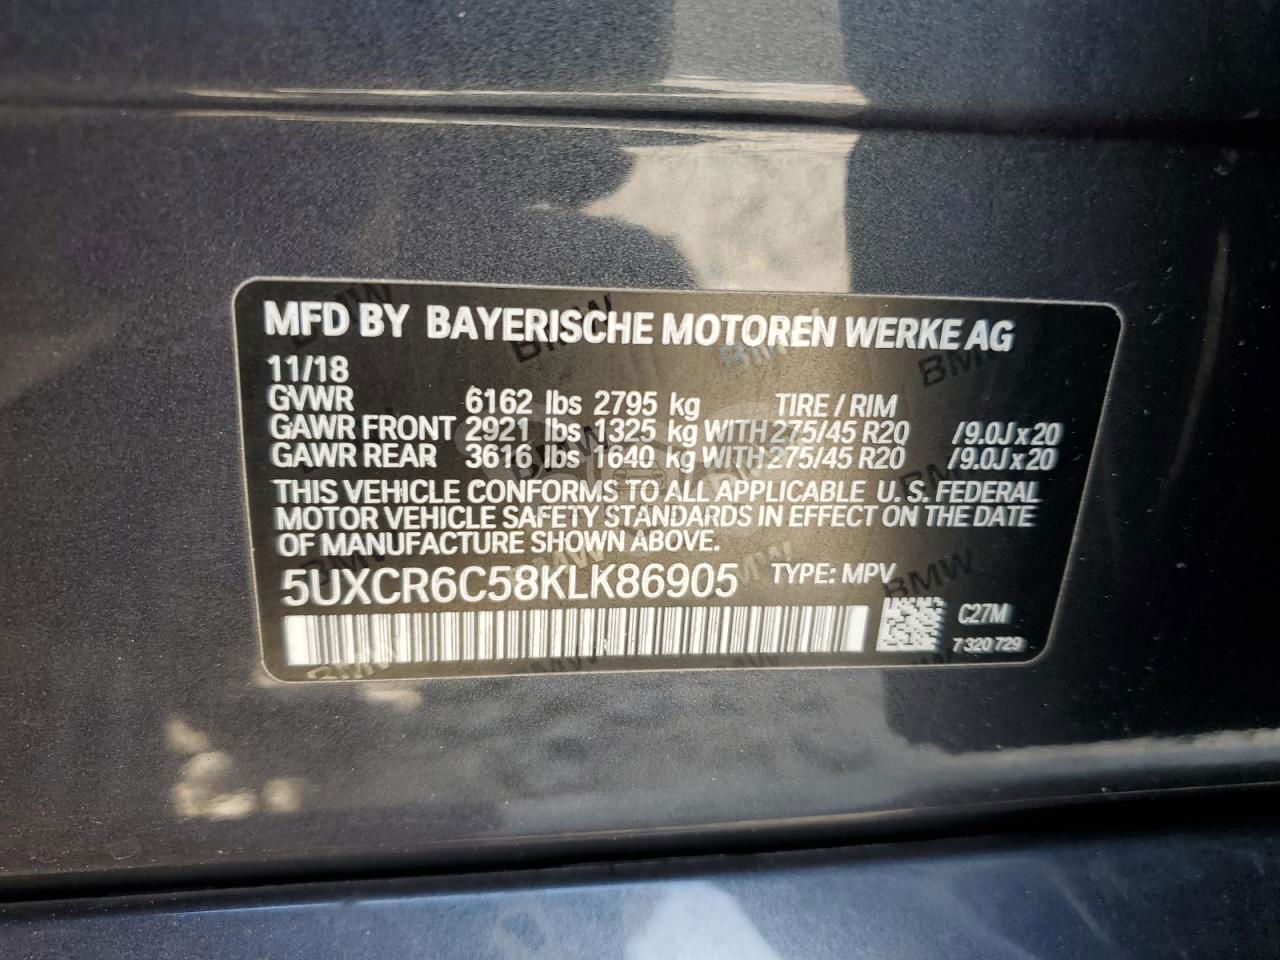 MFD BY BAYERISCHE MOTOREN WERKE AG
11/18
GVWR 6162 lbs 2795 kg TIRE / RIM
GAWR FRONT 2921 lbs 1325 kg WITH 275/45 R20 /9.0J x 20
GAWR REAR 3616 lbs 1640 kg WITH 275/45 R20 /9.0J x 20
THIS VEHICLE CONFORMS TO ALL APPLICABLE U. S. FEDERAL
MOTOR VEHICLE SAFETY STANDARDS IN EFFECT ON THE DATE
OF MANUFACTURE SHOWN ABOVE.
5UXCR6C58KLK86905 TYPE: MPV
C27M
7 320 729